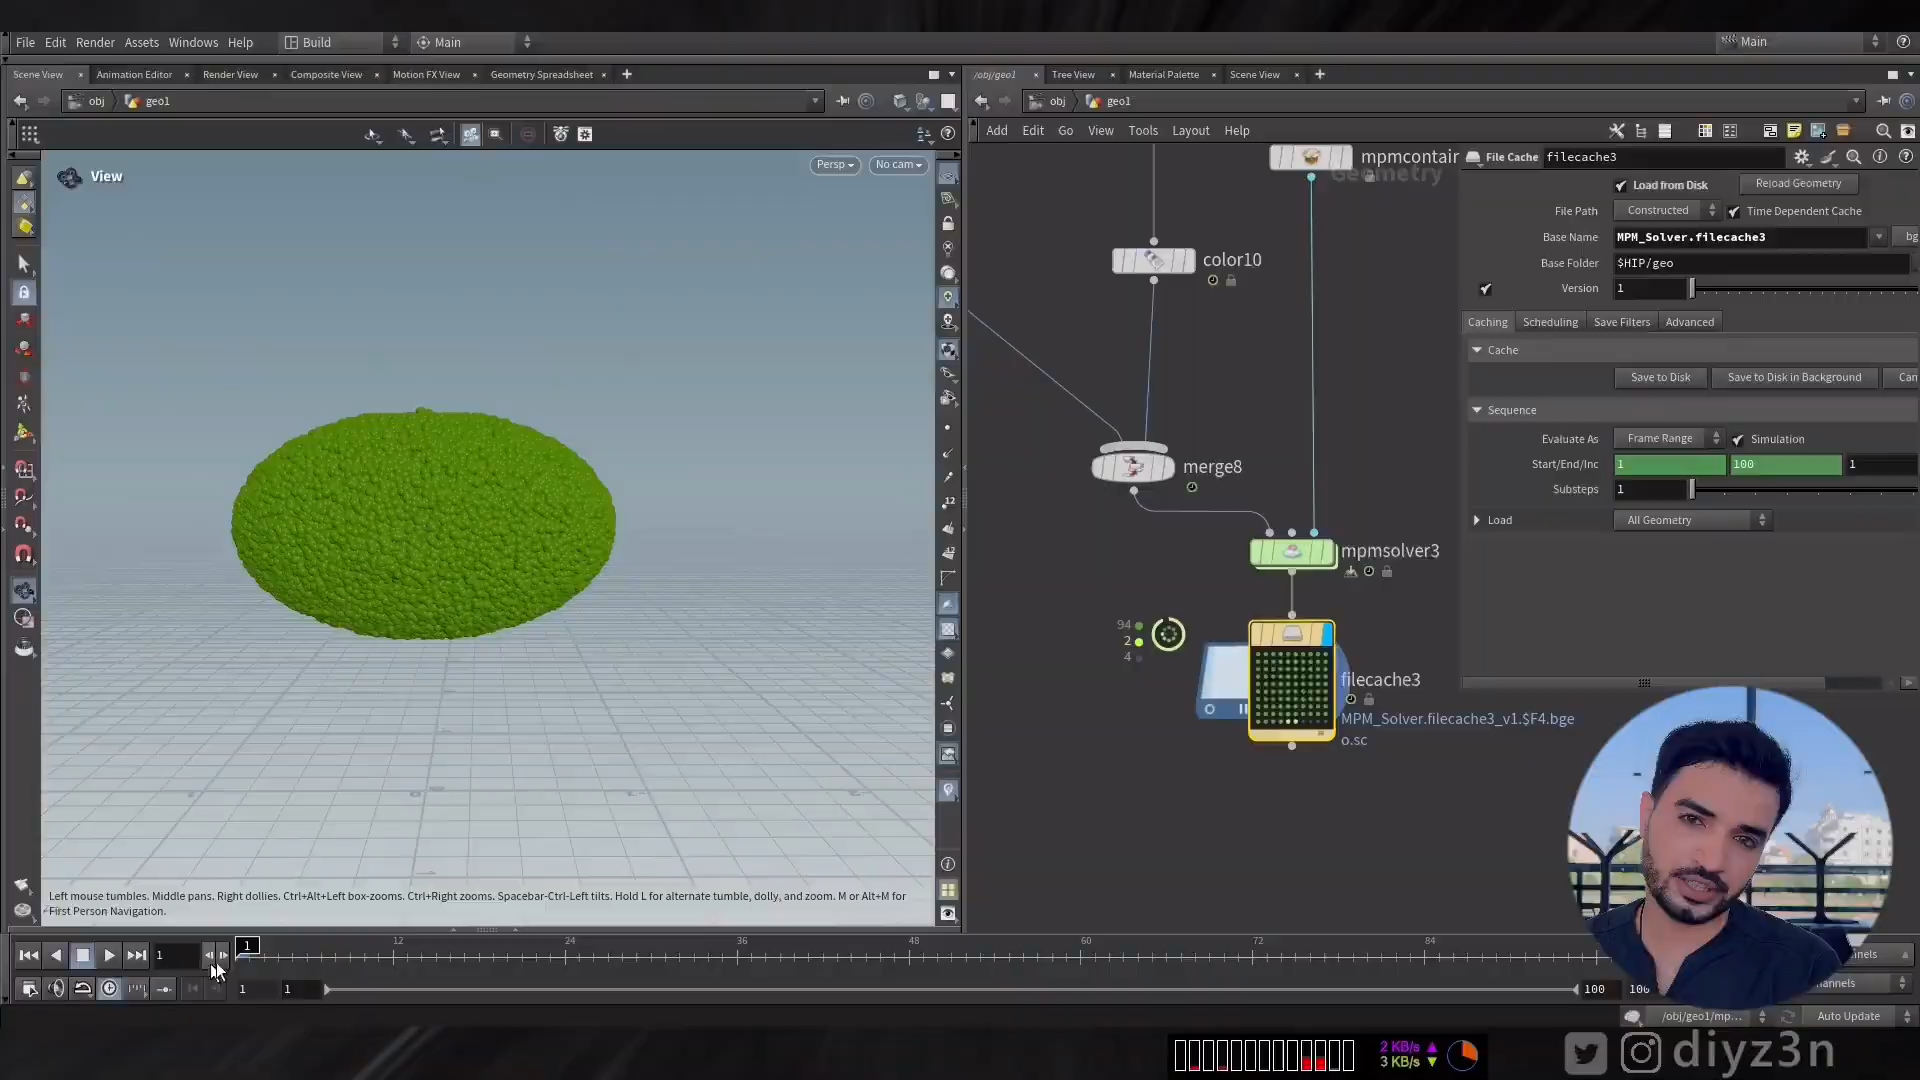 File Edit Render Assets Windows Help Build Main Main
Scene View Animation Editor Render View Composite View Motion FX View Geometry Spreadsheet
/obj/geo1 Tree View Material Palette Scene View
obj geo1
obj geo1
Add Edit Go View Tools Layout Help
View
Persp
No cam
mpmcontair
Geometry
color10
merge8
mpmsolver3
94
2
4
filecache3
MPM_Solver.filecache3_v1.$F4.bge
o.sc
File Cache filecache3
Load from Disk Reload Geometry
File Path Constructed Time Dependent Cache
Base Name MPM_Solver.filecache3 bg
Base Folder $HIP/geo
Version 1
Caching Scheduling Save Filters Advanced
Cache
Save to Disk Save to Disk in Background Can
Sequence
Evaluate As Frame Range Simulation
Start/End/Inc 1 100 1
Substeps 1
Load All Geometry
Left mouse tumbles. Middle pans. Right dollies. Ctrl+Alt+Left box-zooms. Ctrl+Right zooms. Spacebar-Ctrl-Left tilts. Hold L for alternate tumble, dolly, and zoom. M or Alt+M for
First Person Navigation.
1 1 12 24 36 48 60 72 84 nnels
1 1 100 100 hannels
/obj/geo1/mp... Auto Update
2 KB/s
3 KB/s
diyz3n